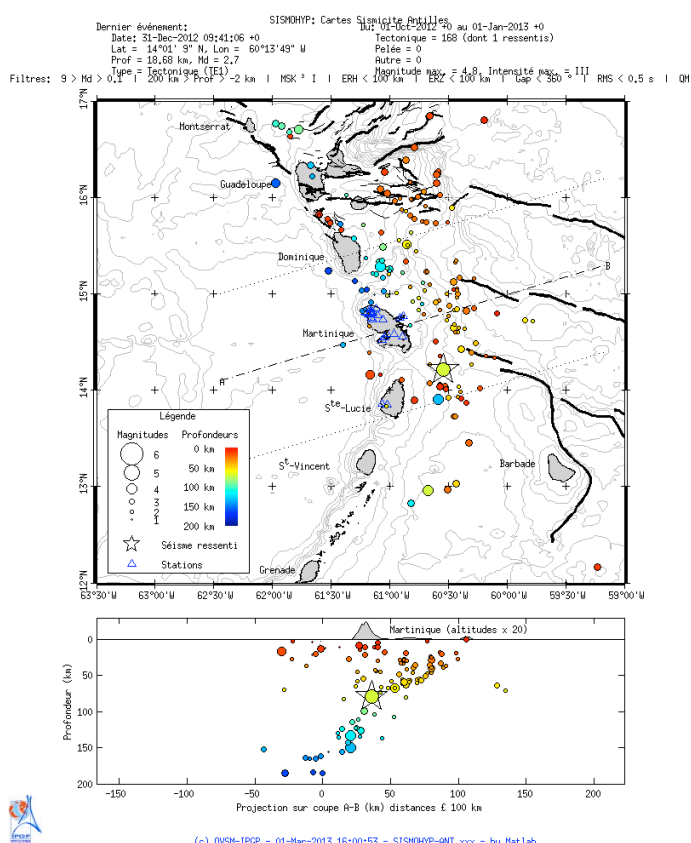 SISMOHYP: Cartes Sismicite Antilles
Dernier événement:
Date: 31-Dec-2012 09:41:06 +0
Lat = 14°01' 9" N, Lon = 60°13'49" W
Prof = 18.68 km, Md = 2.7
Type = Tectonique (TE1)
Du: 01-Oct-2012 +0 au 01-Jan-2013 +0
Tectonique = 168 (dont 1 ressentis)
Pelée = 0
Autre = 0
Magnitude max. = 4.8, Intensité max. = III
Filtres: 9 > Md > 0.1 | 200 km > Prof > -2 km | MSK ³ I | ERH < 100 km | ERZ < 100 km | Gap < 360 ° | RMS < 0.5 s | QM
17°N
Montserrat
Guadeloupe
16°N
Dominique
B
15°N
Martinique
A
14°N
Ste-Lucie
Légende
Magnitudes Profondeurs
6 0 km
5 50 km
4 100 km
3
2 150 km
1 200 km
Séisme ressenti
Stations
St-Vincent
Barbade
13°N
Grenade
12°N
63°30'W 63°00'W 62°30'W 62°00'W 61°30'W 61°00'W 60°30'W 60°00'W 59°30'W 59°00'W
Martinique (altitudes x 20)
Profondeur (km)
0
50
100
150
200
-150 -100 -50 0 50 100 150 200
Projection sur coupe A-B (km) distances £ 100 km
IPGP
(c) OVSM-IPGP - 01-Mar-2013 16:00:53 - SISMOHYP-ANT.xxx - by Matlab